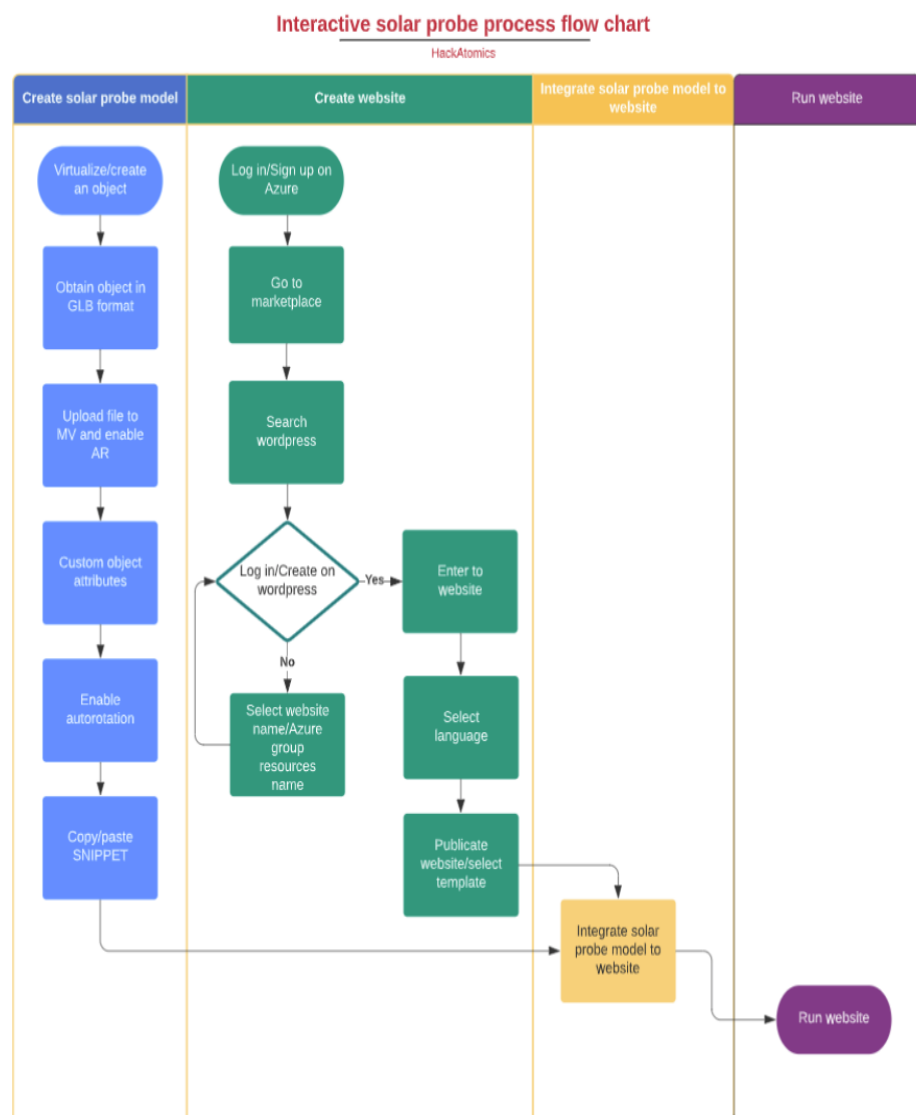 Interactive solar probe process flow chart
HackAtomics
Create solar probe model
Create website
Integrate solar probe model to
website
Run website
Virtualize/create
an object
Obtain object in
GLB format
Upload file to
MV and enable
AR
Custom object
attributes
Enable
autorotation
Copy/paste
SNIPPET
Log in/Sign up on
Azure
Go to
marketplace
Search
wordpress
Log in/Create on
wordpress
Yes
No
Select website
name/Azure
group
resources
name
Enter to
website
Select
language
Publicate
website/select
template
Integrate solar
probe model to
website
Run website